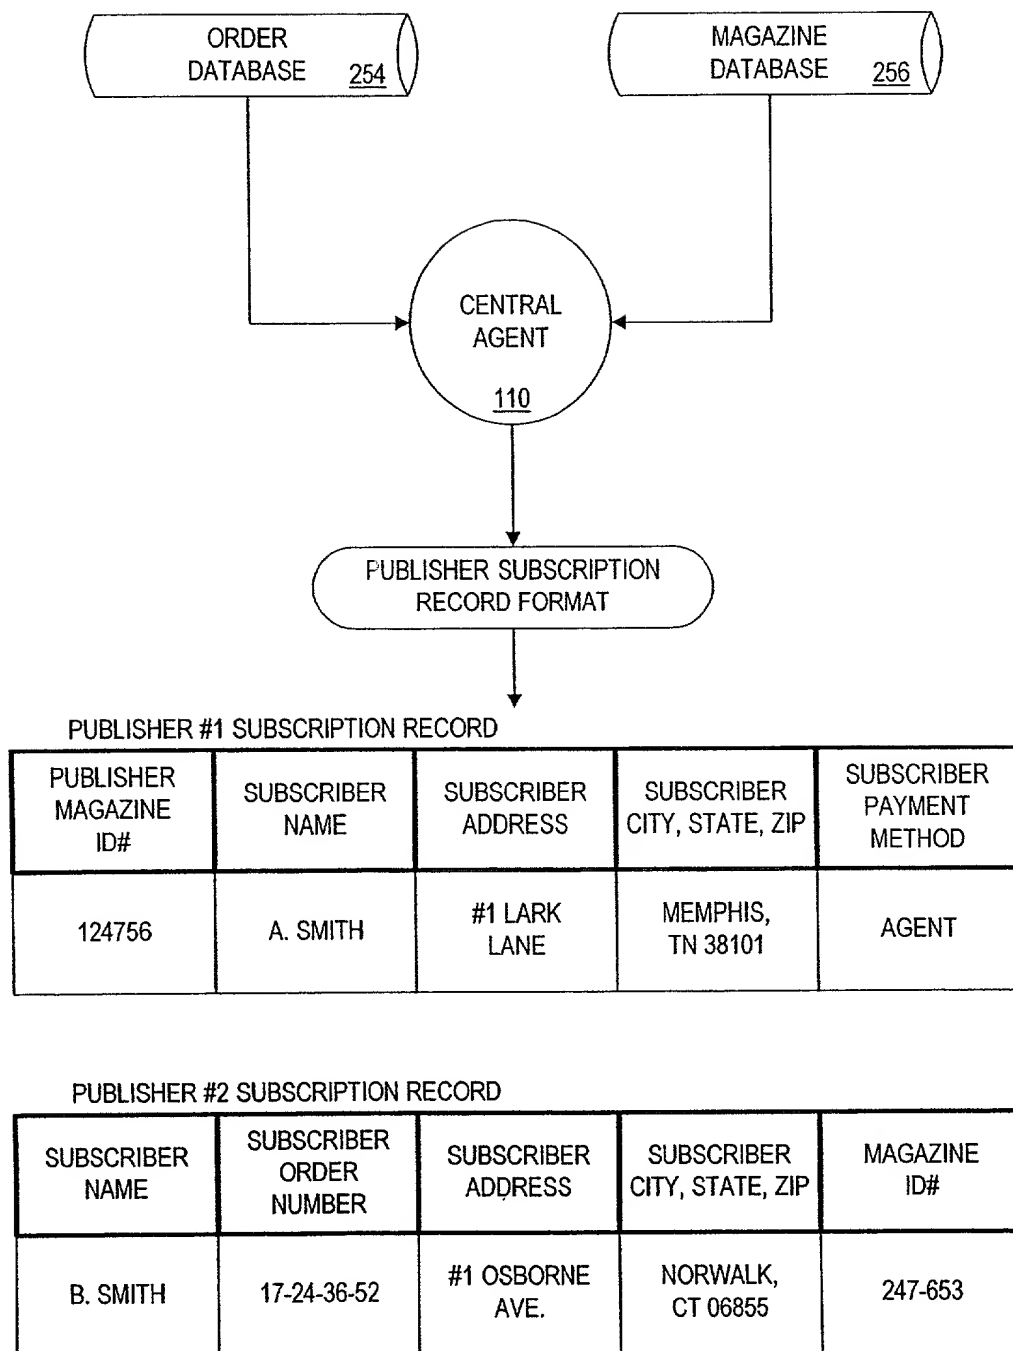 ORDER
DATABASE 254
MAGAZINE
DATABASE 256
CENTRAL
AGENT
110
PUBLISHER SUBSCRIPTION
RECORD FORMAT
PUBLISHER #1 SUBSCRIPTION RECORD
PUBLISHER
MAGAZINE
ID#
SUBSCRIBER
NAME
SUBSCRIBER
ADDRESS
SUBSCRIBER
CITY, STATE, ZIP
SUBSCRIBER
PAYMENT
METHOD
124756
A. SMITH
#1 LARK
LANE
MEMPHIS,
TN 38101
AGENT
PUBLISHER #2 SUBSCRIPTION RECORD
SUBSCRIBER
NAME
SUBSCRIBER
ORDER
NUMBER
SUBSCRIBER
ADDRESS
SUBSCRIBER
CITY, STATE, ZIP
MAGAZINE
ID#
B. SMITH
17-24-36-52
#1 OSBORNE
AVE.
NORWALK,
CT 06855
247-653